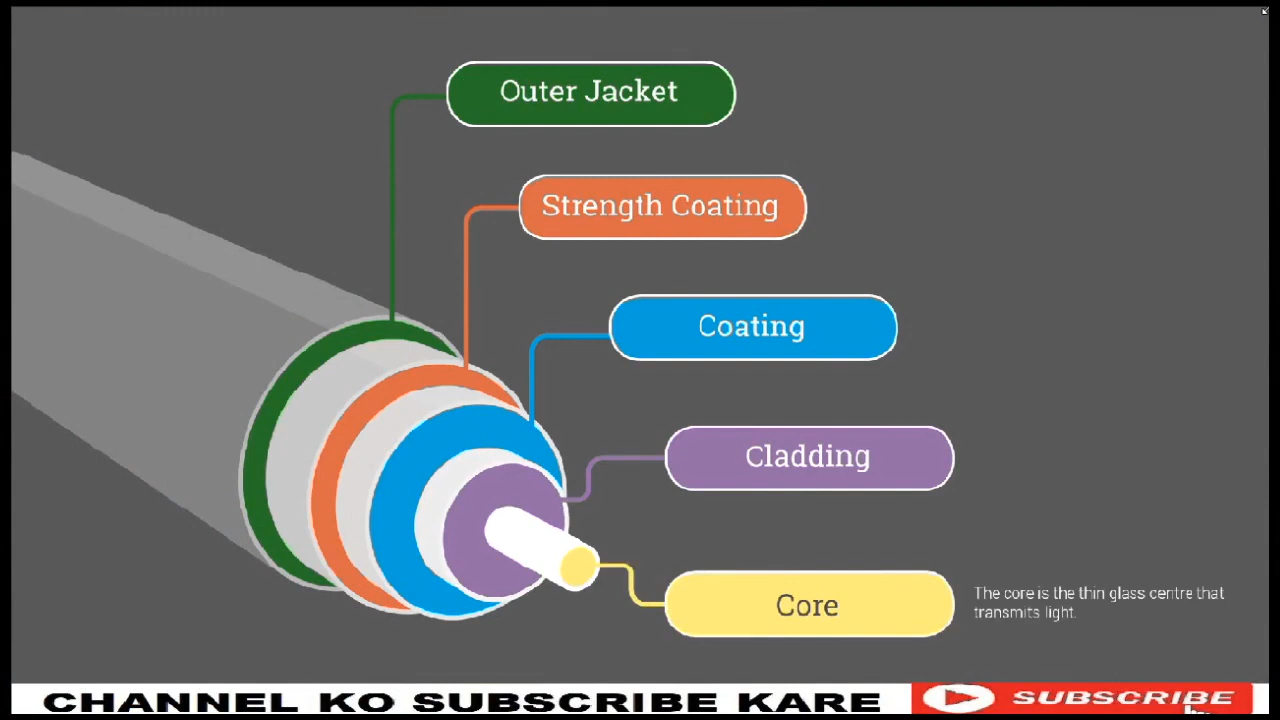 Outer Jacket
Strength Coating
Coating
Cladding
Core
The core is the thin glass centre that
transmits light.
CHANNEL KO SUBSCRIBE KARE
SUBSCRIBE